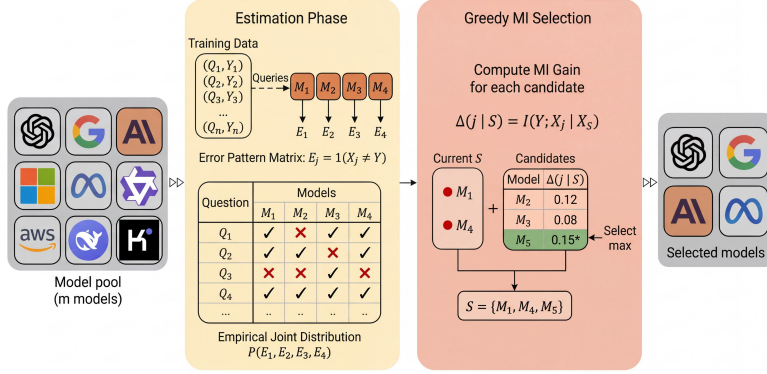 Estimation Phase
Training Data
(Q₁, Y₁)
(Q₂, Y₂)
(Q₃, Y₃)
...
(Qₙ, Yₙ)
Queries
M₁ M₂ M₃ M₄
E₁ E₂ E₃ E₄
Error Pattern Matrix: Eⱼ = 1(Xⱼ ≠ Y)
Models
Question M₁ M₂ M₃ M₄
Q₁ ✓ ✗ ✓ ✓
Q₂ ✓ ✓ ✗ ✓
Q₃ ✗ ✗ ✓ ✗
Q₄ ✓ ✓ ✓ ✓
... .. .. .. ..
Empirical Joint Distribution
P(E₁, E₂, E₃, E₄)
Greedy MI Selection
Compute MI Gain
for each candidate
Δ(j | S) = I(Y; Xⱼ | X_S)
Current S
M₁
M₄
+
Candidates
Model Δ(j | S)
M₂ 0.12
M₃ 0.08
M₅ 0.15*
Select
max
S = {M₁, M₄, M₅}
aws
Model pool
(m models)
Selected models